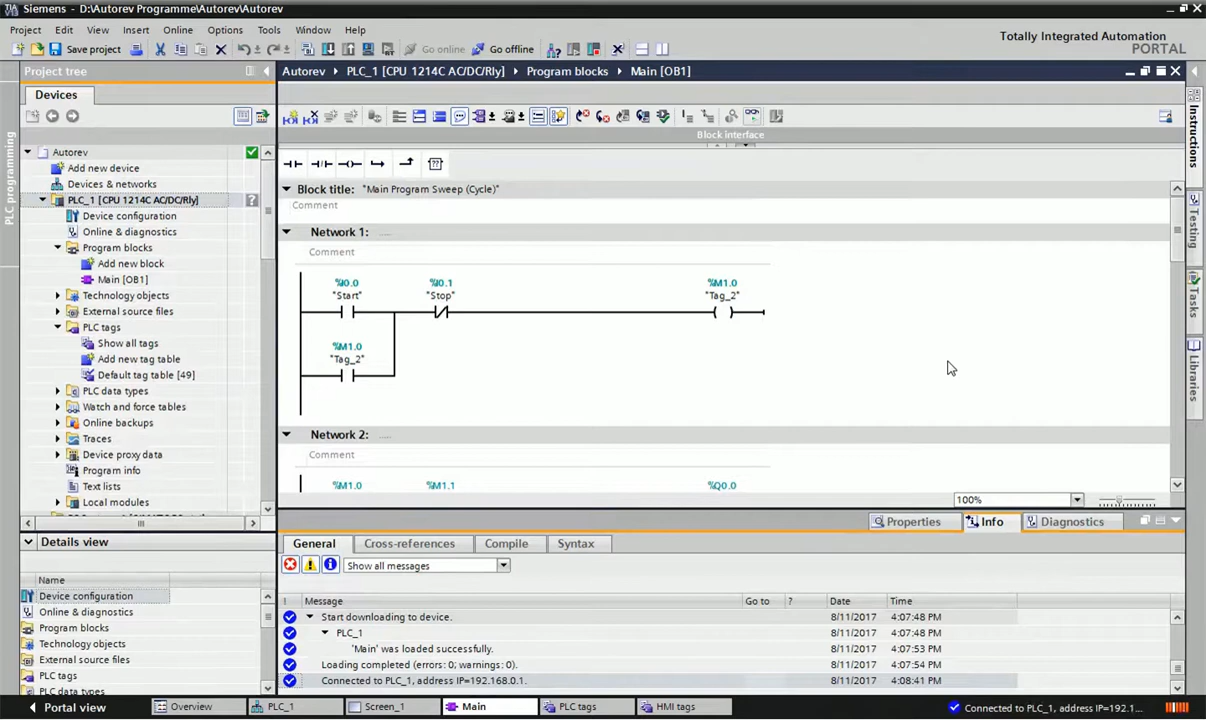 Siemens - D:\Autorev Programme\Autorev\Autorev
Project Edit View Insert Online Options Tools Window Help
Totally Integrated Automation
PORTAL
Save project Go online Go offline
Project tree
Autorev PLC_1 [CPU 1214C AC/DC/Rly] Program blocks Main [OB1]
Devices
PLC programming
Autorev
Add new device
Devices & networks
PLC_1 [CPU 1214C AC/DC/Rly]
Device configuration
Online & diagnostics
Program blocks
Add new block
Main [OB1]
Technology objects
External source files
PLC tags
Show all tags
Add new tag table
Default tag table [49]
PLC data types
Watch and force tables
Online backups
Traces
Device proxy data
Program info
Text lists
Local modules
Details view
Name
Device configuration
Online & diagnostics
Program blocks
Technology objects
External source files
PLC tags
PLC data types
Block interface
??
Block title: "Main Program Sweep (Cycle)"
Comment
Network 1:
Comment
%I0.0 %I0.1 %M1.0
"Start" "Stop" "Tag_2"
%M1.0
"Tag_2"
Network 2:
Comment
%M1.0 %M1.1 %Q0.0
100%
Properties Info Diagnostics
General Cross-references Compile Syntax
Show all messages
! Message Go to ? Date Time
Start downloading to device. 8/11/2017 4:07:48 PM
PLC_1 8/11/2017 4:07:48 PM
'Main' was loaded successfully. 8/11/2017 4:07:53 PM
Loading completed (errors: 0; warnings: 0). 8/11/2017 4:07:54 PM
Connected to PLC_1, address IP=192.168.0.1. 8/11/2017 4:08:41 PM
Instructions
Testing
Tasks
Libraries
Portal view Overview PLC_1 Screen_1 Main PLC tags HMI tags Connected to PLC_1, address IP=192.1...